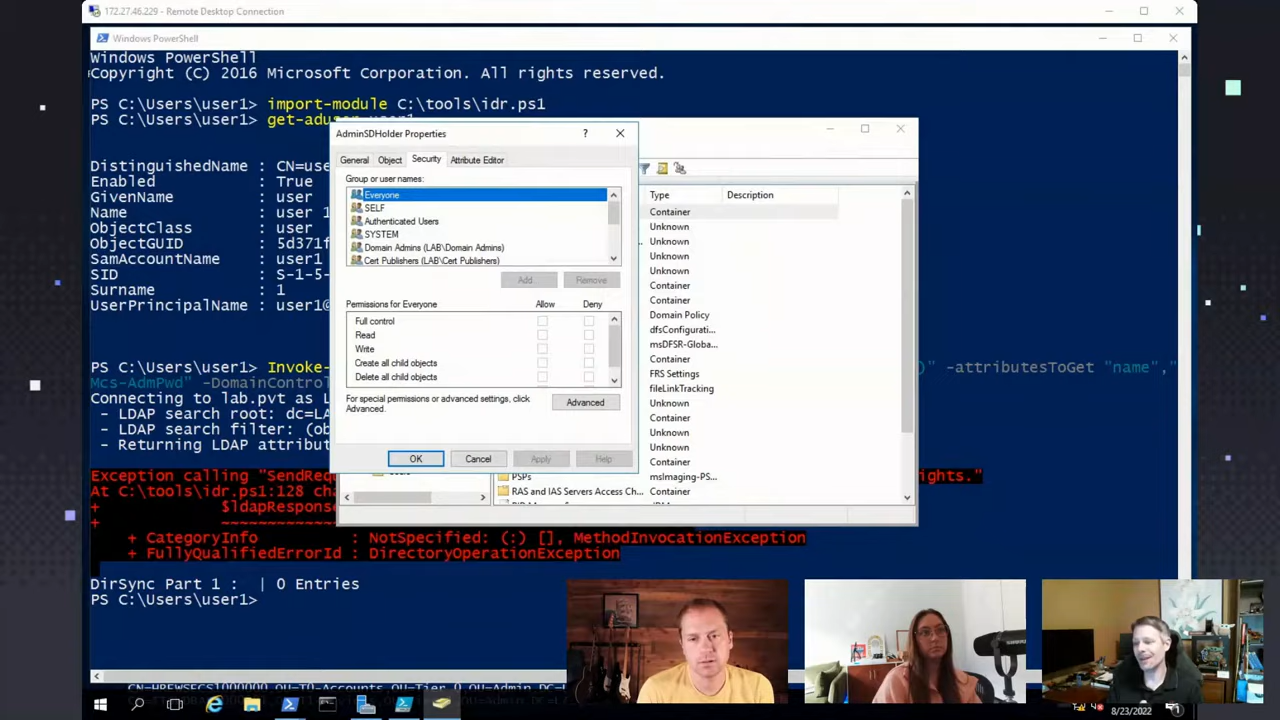 172.27.46.229 - Remote Desktop Connection
Windows PowerShell
Windows PowerShell
Copyright (C) 2016 Microsoft Corporation. All rights reserved.
PS C:\Users\user1> import-module C:\tools\idr.ps1
PS C:\Users\user1> get-aduser user1
AdminSDHolder Properties
General Object Security Attribute Editor
Group or user names:
Everyone
SELF
Authenticated Users
SYSTEM
Domain Admins (LAB\Domain Admins)
Cert Publishers (LAB\Cert Publishers)
Add... Remove
Permissions for Everyone Allow Deny
Full control
Read
Write
Create all child objects
Delete all child objects
For special permissions or advanced settings, click
Advanced.
Advanced
OK Cancel Apply Help
DistinguishedName : CN=use
Enabled : True
GivenName : user
Name : user 1
ObjectClass : user
ObjectGUID : 5d371f
SamAccountName : user1
SID : S-1-5-
Surname : 1
UserPrincipalName : user1@
Type Description
Container
Unknown
Unknown
Unknown
Unknown
Container
Container
Domain Policy
dfsConfigurati...
msDFSR-Globa...
Container
FRS Settings
fileLinkTracking
Unknown
Container
Unknown
Unknown
Container
PSPs msImaging-PS...
RAS and IAS Servers Access Ch... Container
PS C:\Users\user1> Invoke- )" -attributesToGet "name","
Mcs-AdmPwd" -DomainControl
Connecting to lab.pvt as L
- LDAP search root: dc=LA
- LDAP search filter: (ob
- Returning LDAP attribut
Exception calling "SendReq ights."
At C:\tools\idr.ps1:128 cha
+ $ldapRespons
+ ~~~~~~~~~~~~
+ CategoryInfo : NotSpecified: (:) [], MethodInvocationException
+ FullyQualifiedErrorId : DirectoryOperationException
DirSync Part 1 : | 0 Entries
PS C:\Users\user1>
8/23/2022